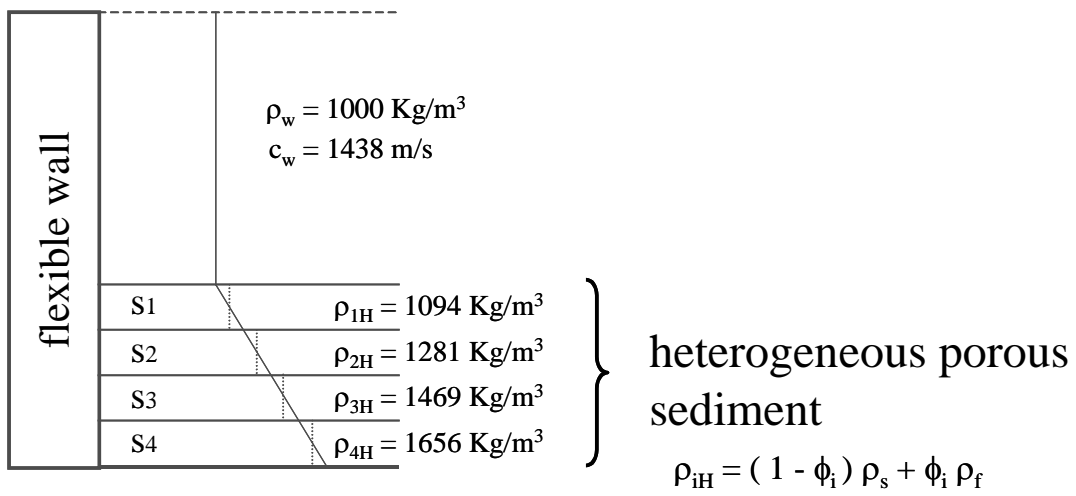 flexible wall
ρw = 1000 Kg/m³
cw = 1438 m/s
S1 ρ1H = 1094 Kg/m³
S2 ρ2H = 1281 Kg/m³
S3 ρ3H = 1469 Kg/m³
S4 ρ4H = 1656 Kg/m³
heterogeneous porous
sediment
ρiH = ( 1 - ϕi ) ρs + ϕi ρf